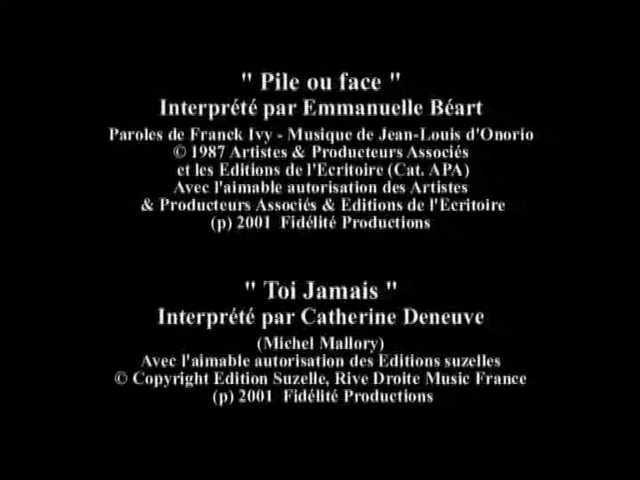 " Pile ou face "
Interprété par Emmanuelle Béart
Paroles de Franck Ivy - Musique de Jean-Louis d'Onorio
© 1987 Artistes & Producteurs Associés
et les Editions de l'Ecritoire (Cat. APA)
Avec l'aimable autorisation des Artistes
& Producteurs Associés & Editions de l'Ecritoire
(p) 2001 Fidélité Productions
" Toi Jamais "
Interprété par Catherine Deneuve
(Michel Mallory)
Avec l'aimable autorisation des Editions suzelles
© Copyright Edition Suzelle, Rive Droite Music France
(p) 2001 Fidélité Productions